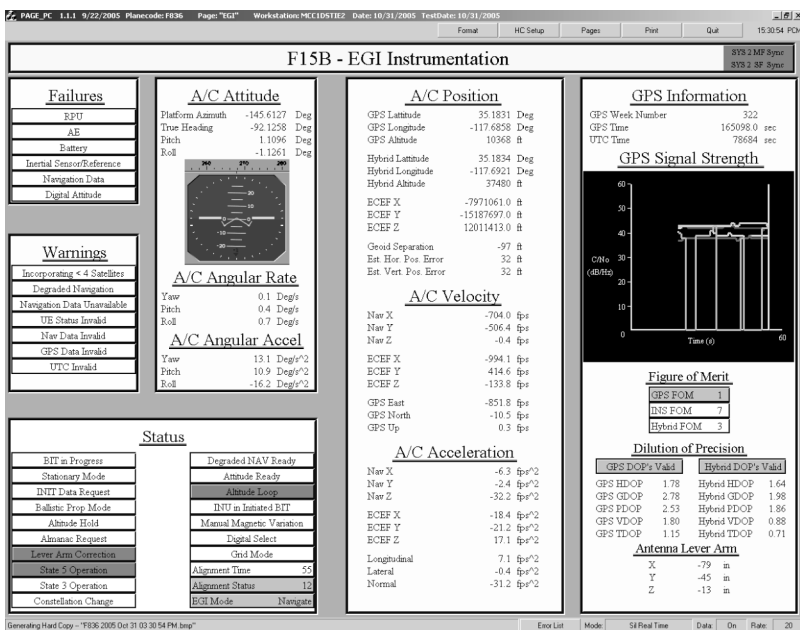 PAGE_PC 1.1.1 9/22/2005 Planecode: F836 Page: "EGI" Workstation: MCC1DSTIE2 Date: 10/31/2005 TestDate: 10/31/2005
Format HC Setup Pages Print Quit 15:30:54 PCM
F15B - EGI Instrumentation
SYS 2 MF Sync
SYS 2 SF Sync
Failures
RPU
AE
Battery
Inertial Sensor/Reference
Navigation Data
Digital Attitude
Warnings
Incorporating < 4 Satellites
Degraded Navigation
Navigation Data Unavailable
UE Status Invalid
Nav Data Invalid
GPS Data Invalid
UTC Invalid
A/C Attitude
Platform Azimuth -145.6127 Deg
True Heading -92.1258 Deg
Pitch 1.1096 Deg
Roll -1.1261 Deg
260 270 280
20
10
0 0
-10
-20
A/C Angular Rate
Yaw 0.1 Deg/s
Pitch 0.4 Deg/s
Roll 0.7 Deg/s
A/C Angular Accel
Yaw 13.1 Deg/s^2
Pitch 10.9 Deg/s^2
Roll -16.2 Deg/s^2
Status
BIT in Progress
Stationary Mode
INIT Data Request
Ballistic Prop Mode
Altitude Hold
Almanac Request
Lever Arm Correction
State 5 Operation
State 3 Operation
Constellation Change
Degraded NAV Ready
Attitude Ready
Altitude Loop
INU in Initiated BIT
Manual Magnetic Variation
Digital Select
Grid Mode
Alignment Time 55
Alignment Status 12
EGI Mode Navigate
A/C Position
GPS Lattitude 35.1831 Deg
GPS Longitude -117.6858 Deg
GPS Altitude 10368 ft
Hybrid Lattitude 35.1834 Deg
Hybrid Longitude -117.6921 Deg
Hybrid Altitude 37480 ft
ECEF X -7971061.0 ft
ECEF Y -15187697.0 ft
ECEF Z 12011413.0 ft
Geoid Separation -97 ft
Est. Hor. Pos. Error 32 ft
Est. Vert. Pos. Error 32 ft
A/C Velocity
Nav X -704.0 fps
Nav Y -506.4 fps
Nav Z -0.4 fps
ECEF X -994.1 fps
ECEF Y 414.6 fps
ECEF Z -133.8 fps
GPS East -851.8 fps
GPS North -10.5 fps
GPS Up 0.3 fps
A/C Acceleration
Nav X -6.3 fps^2
Nav Y -2.4 fps^2
Nav Z -32.2 fps^2
ECEF X -18.4 fps^2
ECEF Y -21.2 fps^2
ECEF Z 17.1 fps^2
Longitudinal 7.1 fps^2
Lateral -0.4 fps^2
Normal -31.2 fps^2
GPS Information
GPS Week Number 322
GPS Time 165098.0 sec
UTC Time 78684 sec
GPS Signal Strength
60
50
40
30
20
10
0
C/No
(dB/Hz)
Time (s) 60
Figure of Merit
GPS FOM 1
INS FOM 7
Hybrid FOM 3
Dilution of Precision
GPS DOP's Valid Hybrid DOP's Valid
GPS HDOP 1.78 Hybrid HDOP 1.64
GPS GDOP 2.78 Hybrid GDOP 1.98
GPS PDOP 2.53 Hybrid PDOP 1.86
GPS VDOP 1.80 Hybrid VDOP 0.88
GPS TDOP 1.15 Hybrid TDOP 0.71
Antenna Lever Arm
X -79 in
Y -45 in
Z -13 in
Generating Hard Copy -- "F836 2005 Oct 31 03 30 54 PM.bmp" Error List Mode: Sil Real Time Data: On Rate: 20